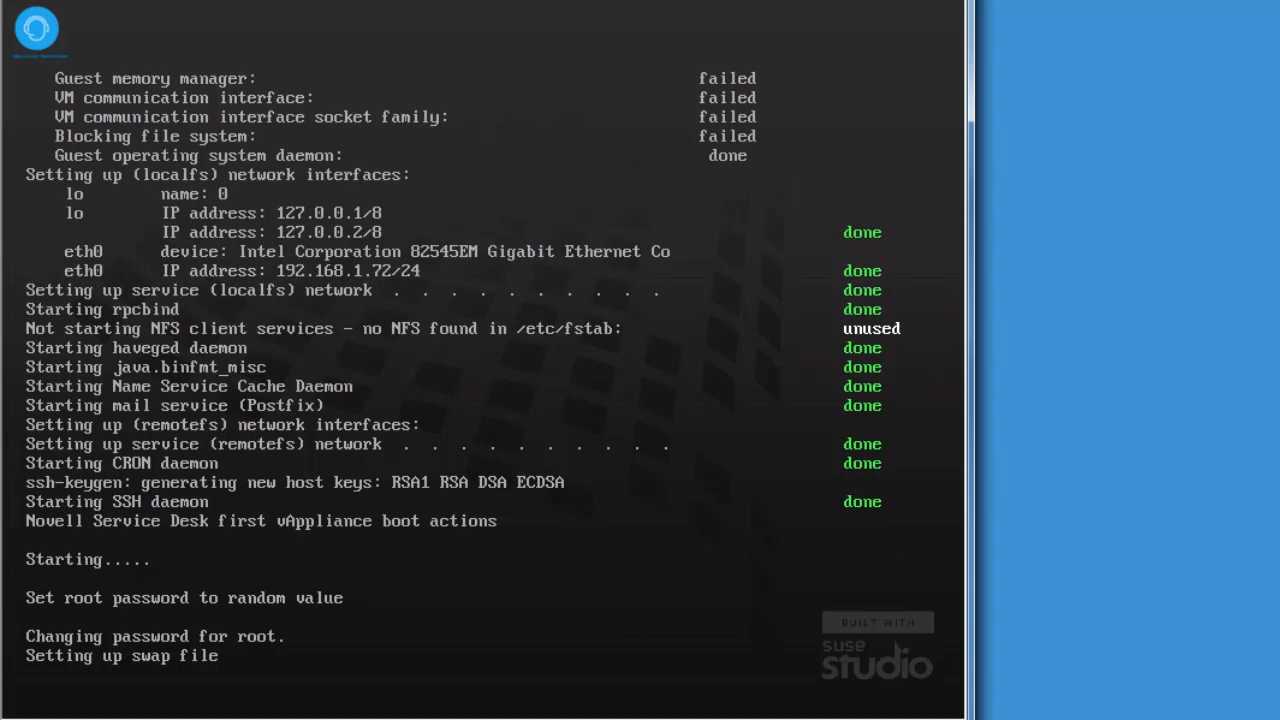 Guest memory manager: failed
VM communication interface: failed
VM communication interface socket family: failed
Blocking file system: failed
Guest operating system daemon: done
Setting up (localfs) network interfaces:
lo name: 0
lo IP address: 127.0.0.1/8
IP address: 127.0.0.2/8 done
eth0 device: Intel Corporation 82545EM Gigabit Ethernet Co
eth0 IP address: 192.168.1.72/24 done
Setting up service (localfs) network . . . . . . . . . . done
Starting rpcbind done
Not starting NFS client services - no NFS found in /etc/fstab: unused
Starting haveged daemon done
Starting java.binfmt_misc done
Starting Name Service Cache Daemon done
Starting mail service (Postfix) done
Setting up (remotefs) network interfaces:
Setting up service (remotefs) network . . . . . . . . . . done
Starting CRON daemon done
ssh-keygen: generating new host keys: RSA1 RSA DSA ECDSA
Starting SSH daemon done
Novell Service Desk first vAppliance boot actions
Starting.....
Set root password to random value
Changing password for root.
Setting up swap file
BUILT WITH
suse
studio